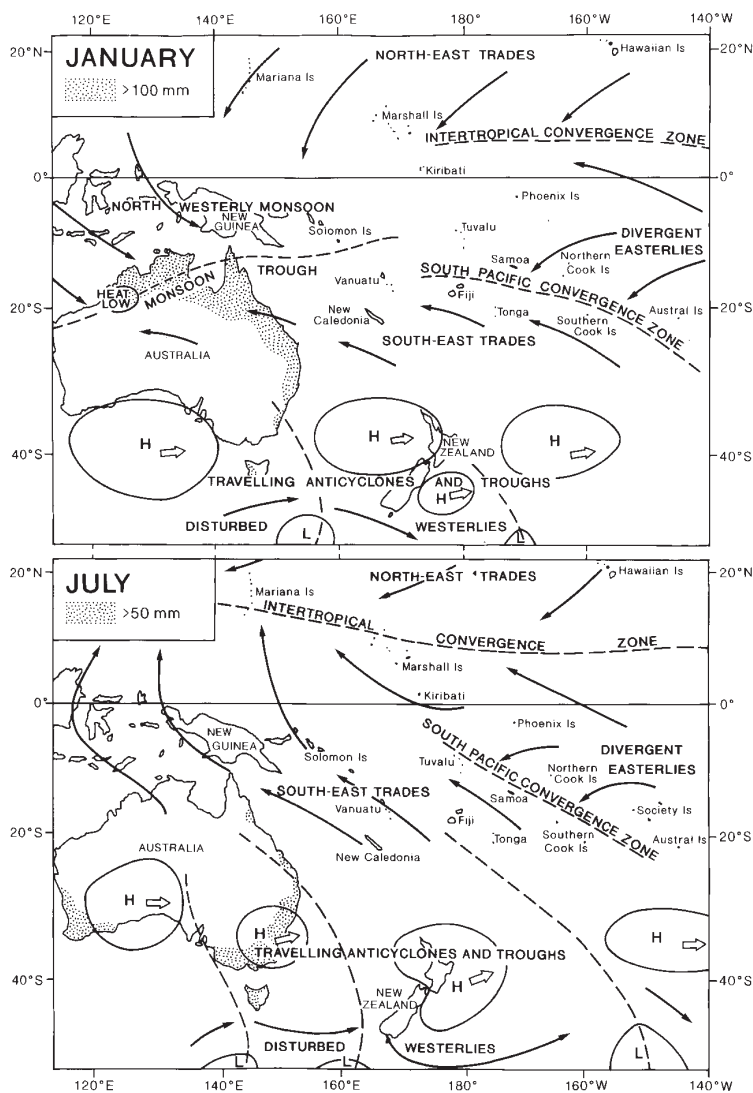 120°E 140°E 160°E 180° 160°W 140°W
JANUARY
>100 mm
20°N
20°N
Hawaiian Is
NORTH-EAST TRADES
Mariana Is
Marshall Is
INTERTROPICAL CONVERGENCE ZONE
Kiribati
0°
0°
Phoenix Is
NORTH WESTERLY MONSOON
NEW
GUINEA
Solomon Is
Tuvalu
DIVERGENT
EASTERLIES
Samoa
Northern
Cook Is
MONSOON TROUGH
HEAT
LOW
Vanuatu
SOUTH PACIFIC CONVERGENCE ZONE
20°S
20°S
Fiji
Tonga
New
Caledonia
Southern
Cook Is
Austral Is
SOUTH-EAST TRADES
AUSTRALIA
H
H
H
NEW
ZEALAND
40°S
40°S
TRAVELLING ANTICYCLONES AND TROUGHS
H
DISTURBED WESTERLIES
L
L
JULY
>50 mm
20°N
20°N
Hawaiian Is
NORTH-EAST TRADES
Mariana Is
INTERTROPICAL CONVERGENCE ZONE
Marshall Is
Kiribati
0°
0°
Phoenix Is
NEW
GUINEA
Solomon Is
Tuvalu
SOUTH PACIFIC CONVERGENCE ZONE
DIVERGENT
EASTERLIES
Northern
Cook Is
SOUTH-EAST TRADES
Samoa
Vanuatu
Society Is
Fiji
20°S
20°S
Tonga
Southern
Cook Is
Austral Is
AUSTRALIA
New Caledonia
H
H
H
TRAVELLING ANTICYCLONES AND TROUGHS
40°S
40°S
H
NEW
ZEALAND
DISTURBED WESTERLIES
L
L
L
120°E 140°E 160°E 180° 160°W 140°W